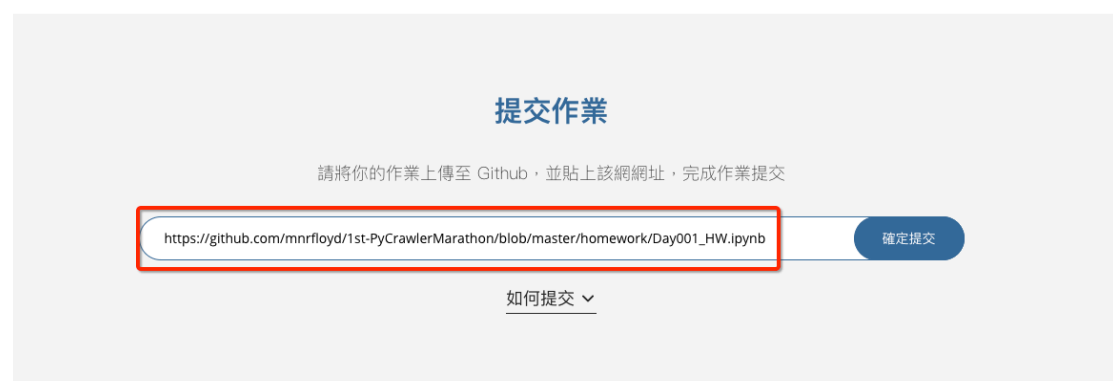 提交作業
請將你的作業上傳至 Github，並貼上該網網址，完成作業提交
https://github.com/mnrfloyd/1st-PyCrawlerMarathon/blob/master/homework/Day001_HW.ipynb
確定提交
如何提交